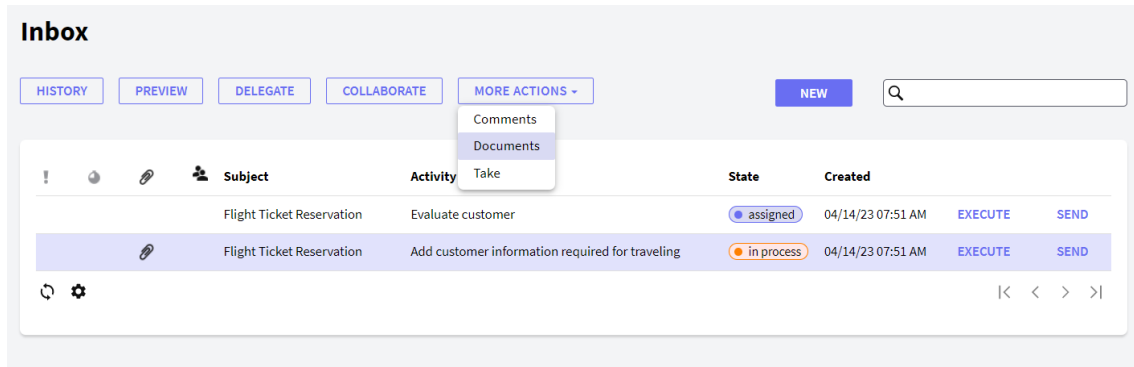 Inbox
HISTORY PREVIEW DELEGATE COLLABORATE MORE ACTIONS NEW
Comments
Documents
Take
! Subject Activity State Created
Flight Ticket Reservation Evaluate customer assigned 04/14/23 07:51 AM EXECUTE SEND
Flight Ticket Reservation Add customer information required for traveling in process 04/14/23 07:51 AM EXECUTE SEND